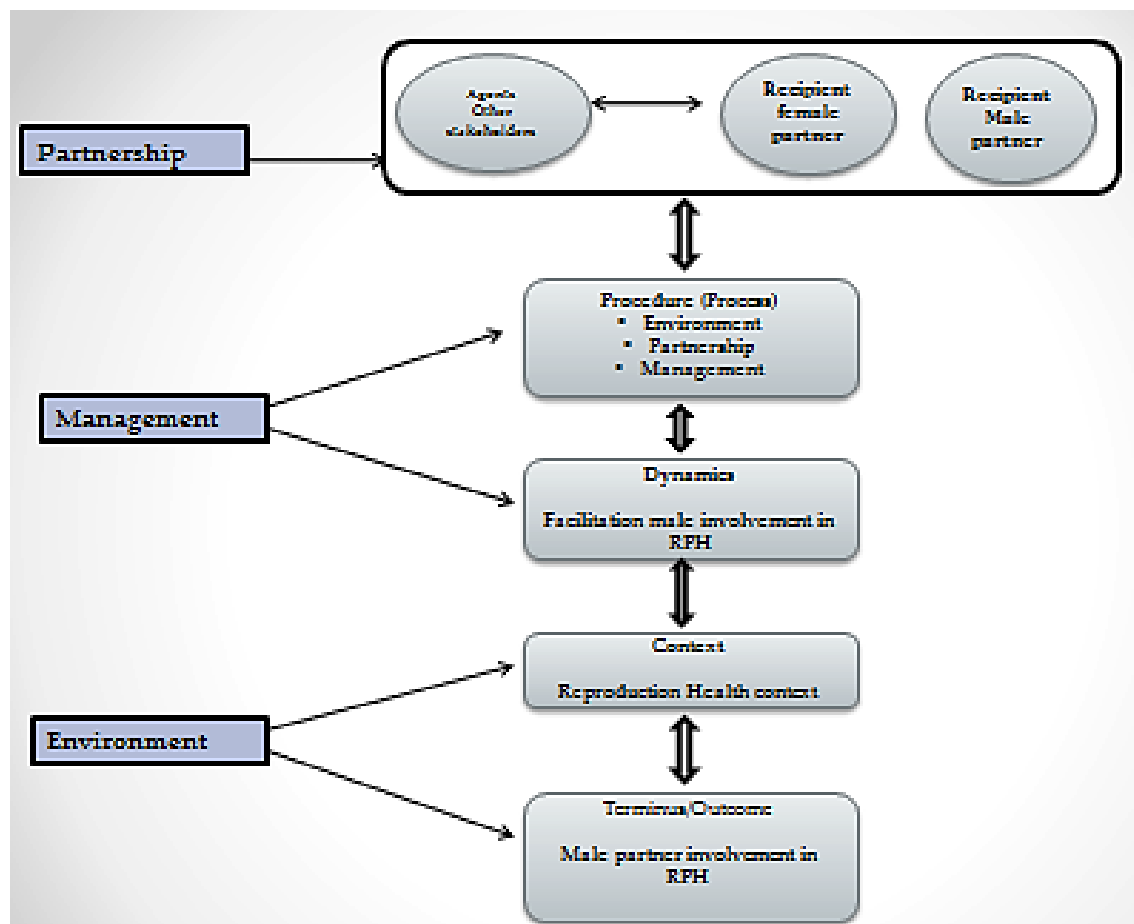 Agents
Other
stakeholders
Recipient
female
partner
Recipient
Male
partner
Partnership
Procedure (Process)
• Environment
• Partnership
• Management
Management
Dynamics
Facilitation male involvement in
RPH
Context
Reproduction Health context
Environment
Terminus/Outcome
Male partner involvement in
RPH